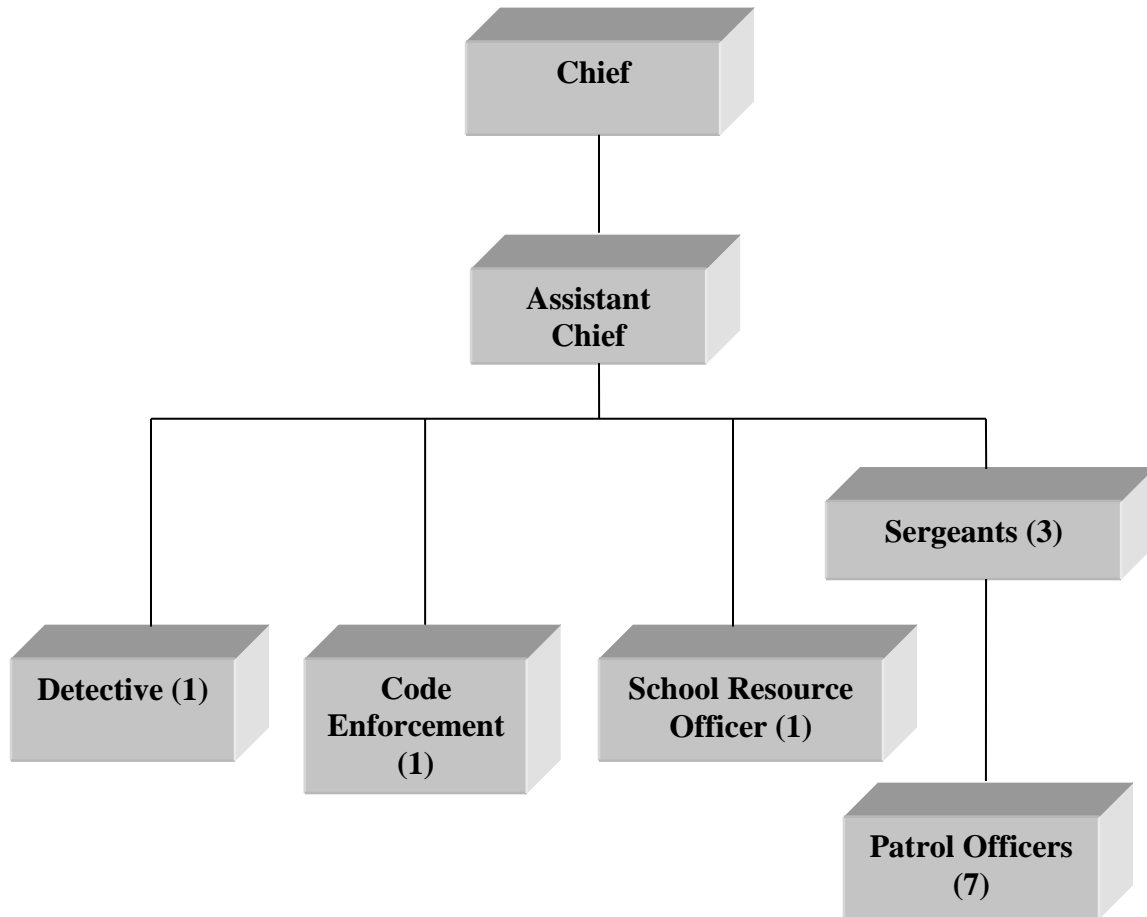 Chief
Assistant
Chief
Sergeants (3)
Detective (1)
Code
Enforcement
(1)
School Resource
Officer (1)
Patrol Officers
(7)